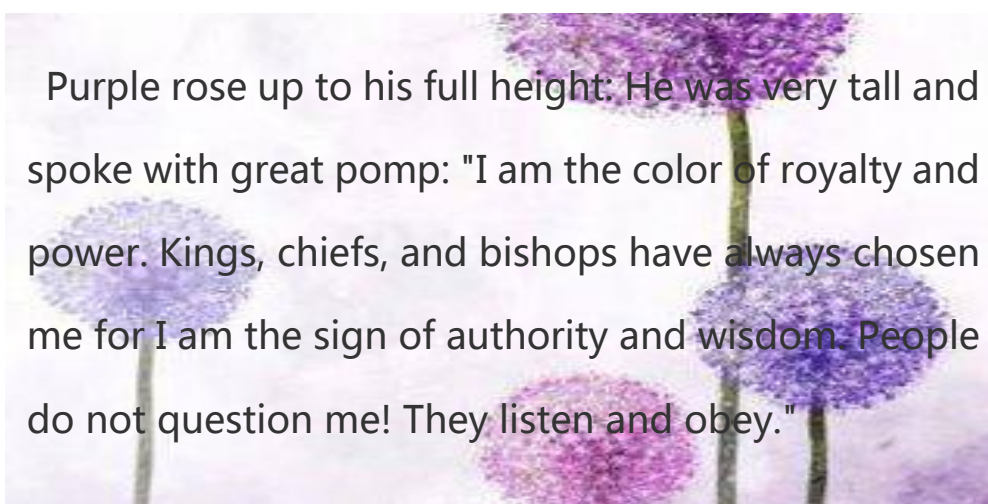 Purple rose up to his full height: He was very tall and
spoke with great pomp: "I am the color of royalty and
power. Kings, chiefs, and bishops have always chosen
me for I am the sign of authority and wisdom. People
do not question me! They listen and obey."